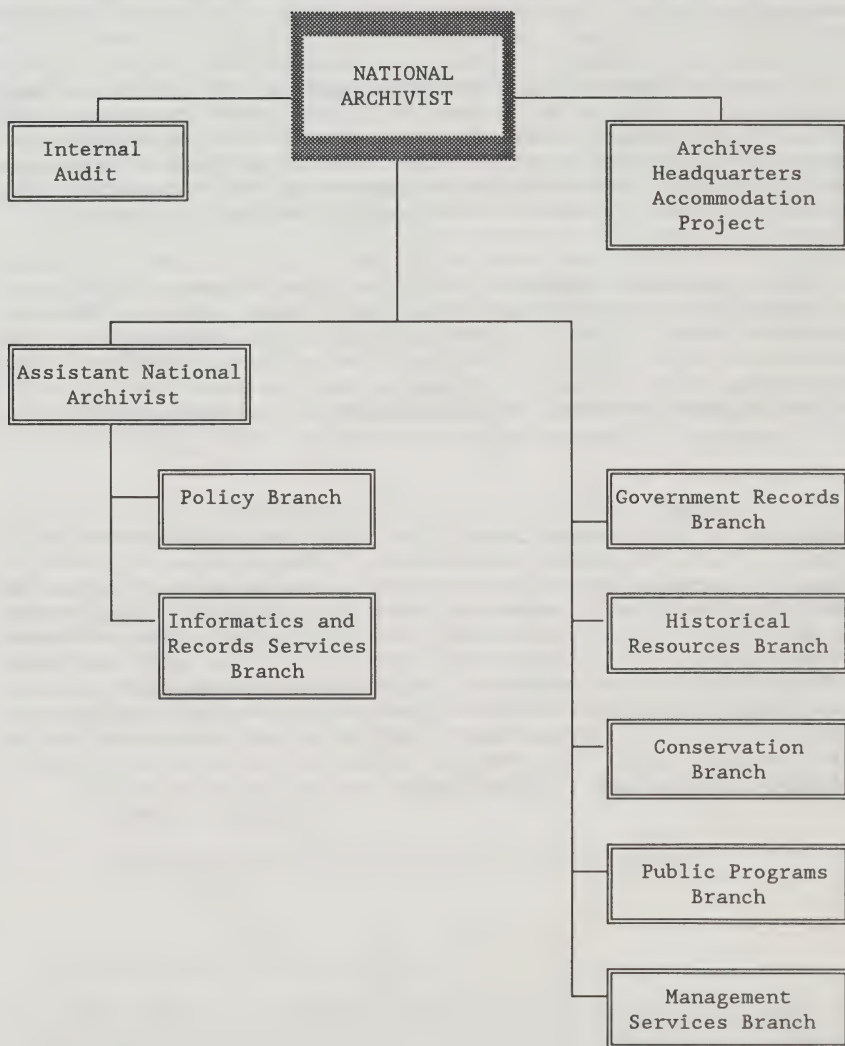 NATIONAL
ARCHIVIST
Internal
Audit
Archives
Headquarters
Accommodation
Project
Assistant National
Archivist
Policy Branch
Informatics and
Records Services
Branch
Government Records
Branch
Historical
Resources Branch
Conservation
Branch
Public Programs
Branch
Management
Services Branch